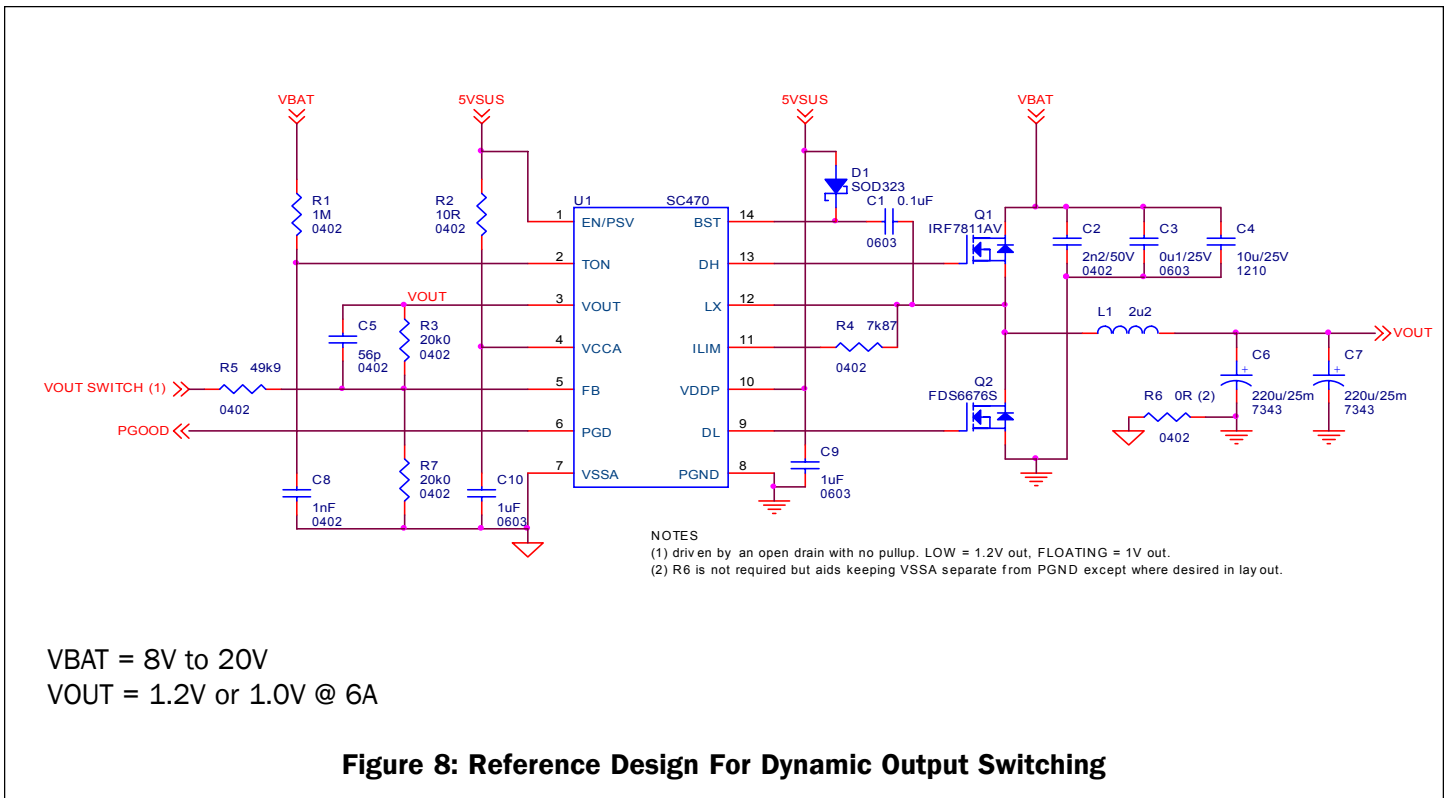 VBAT
5VSUS
5VSUS
VBAT
R1
1M
0402
R2
10R
0402
U1
SC470
D1
SOD323
C1 0.1uF
0603
Q1
IRF7811AV
C2
2n2/50V
0402
C3
0u1/25V
0603
C4
10u/25V
1210
1
EN/PSV
BST
14
2
TON
DH
13
3
VOUT
LX
12
4
VCCA
ILIM
11
5
FB
VDDP
10
6
PGD
DL
9
7
VSSA
PGND
8
VOUT
C5
56p
0402
R3
20k0
0402
R4 7k87
0402
L1 2u2
VOUT
R5 49k9
0402
VOUT SWITCH (1)
PGOOD
Q2
FDS6676S
C6
220u/25m
7343
+
C7
220u/25m
7343
+
R6 0R (2)
0402
R7
20k0
0402
C8
1nF
0402
C10
1uF
0603
C9
1uF
0603
NOTES
(1) driven by an open drain with no pullup. LOW = 1.2V out, FLOATING = 1V out.
(2) R6 is not required but aids keeping VSSA separate from PGND except where desired in layout.
VBAT = 8V to 20V
VOUT = 1.2V or 1.0V @ 6A
Figure 8: Reference Design For Dynamic Output Switching